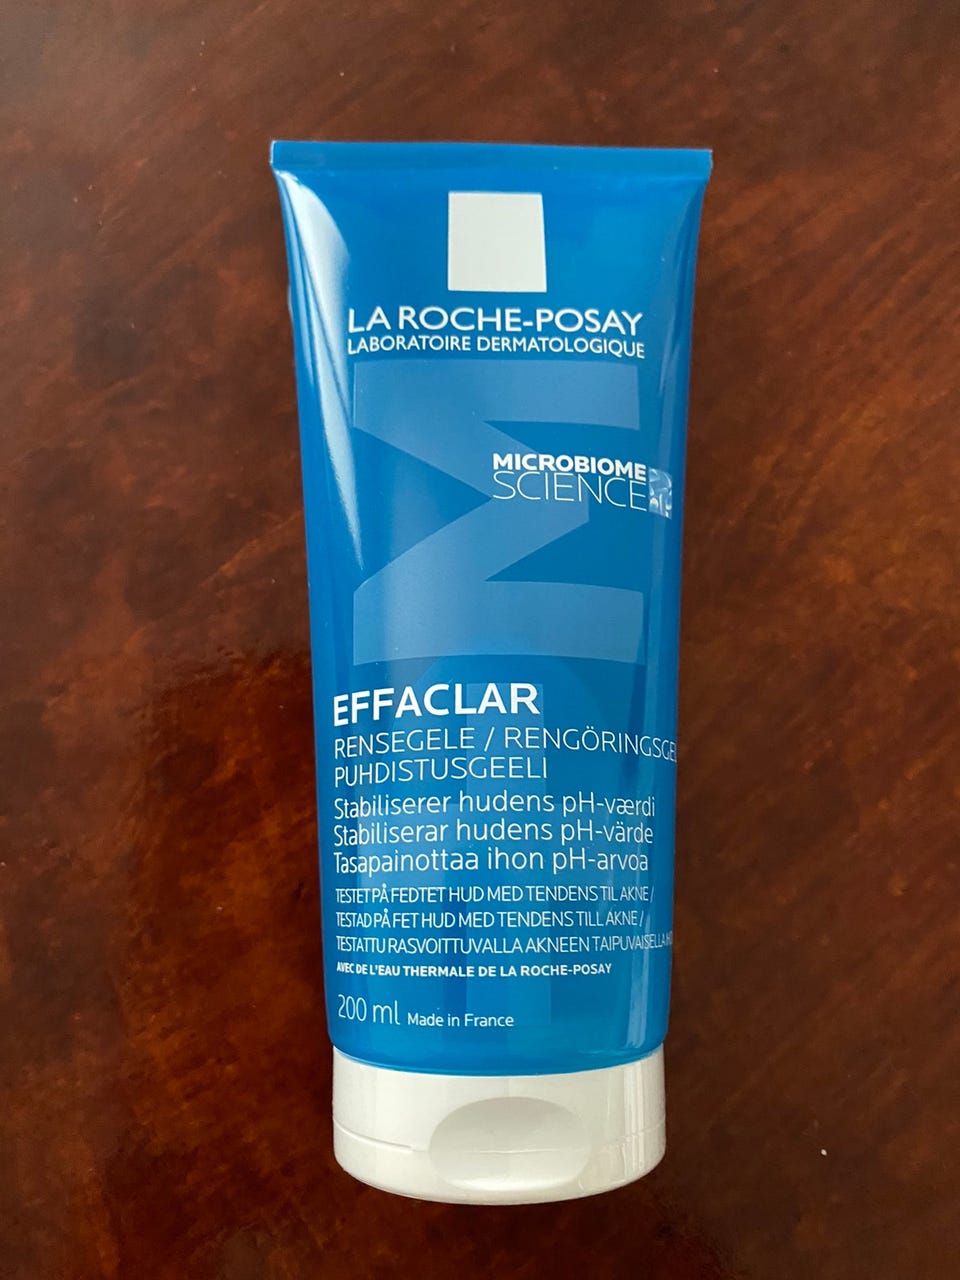 LA ROCHE-POSAY
LABORATOIRE DERMATOLOGIQUE
MICROBIOME
SCIENCE
EFFACLAR
RENSEGELE / RENGÖRINGSGE
PUHDISTUSGEELI
Stabiliserer hudens pH-værdi
Stabiliserar hudens pH-värde
Tasapainottaa ihon pH-arvoa
TESTET PÅ FEDTET HUD MED TENDENS TIL AKNE /
TESTAD PÅ FET HUD MED TENDENS TILL AKNE /
TESTATTU RASVOITTUVALLA AKNEEN TAIPUVAISELLA
AVEC DE L'EAU THERMALE DE LA ROCHE-POSAY
200 ml Made in France